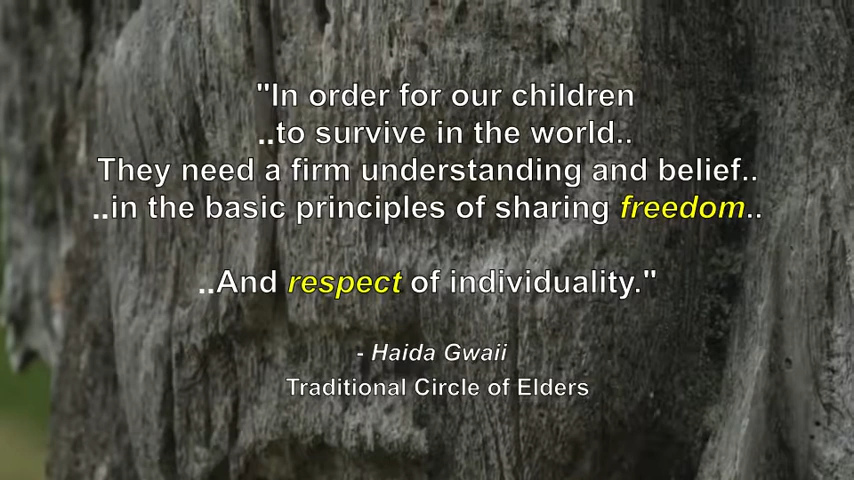 "In order for our children
..to survive in the world..
They need a firm understanding and belief..
..in the basic principles of sharing freedom..
..And respect of individuality."
- Haida Gwaii
Traditional Circle of Elders